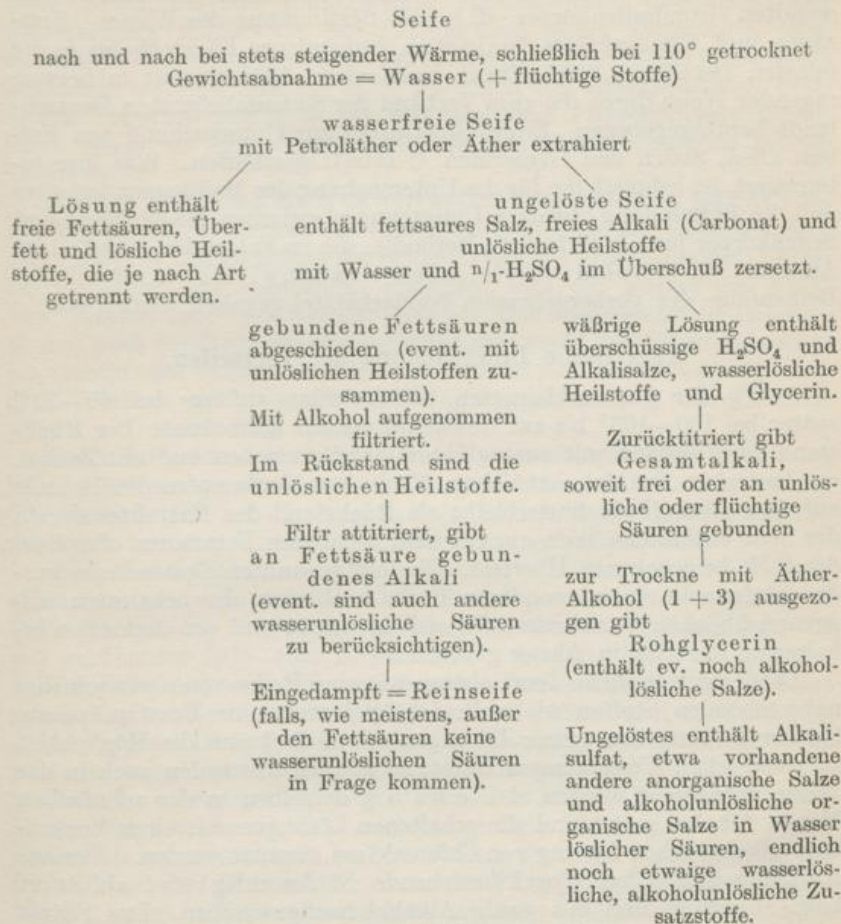 Seife
nach und nach bei stets steigender Wärme, schließlich bei 110° getrocknet
Gewichtsabnahme = Wasser (+ flüchtige Stoffe)
wasserfreie Seife
mit Petroläther oder Äther extrahiert
Lösung enthält
freie Fettsäuren, Über-
fett und lösliche Heil-
stoffe, die je nach Art
getrennt werden.
ungelöste Seife
enthält fettsaures Salz, freies Alkali (Carbonat) und
unlösliche Heilstoffe
mit Wasser und n/1-H₂SO₄ im Überschuß zersetzt.
gebundene Fettsäuren
abgeschieden (event. mit
unlöslichen Heilstoffen zu-
sammen).
Mit Alkohol aufgenommen
filtriert.
Im Rückstand sind die
unlöslichen Heilstoffe.
Filtr attitriert, gibt
an Fettsäure gebun-
denes Alkali
(event. sind auch andere
wasserunlösliche Säuren
zu berücksichtigen).
Eingedampft = Reinseife
(falls, wie meistens, außer
den Fettsäuren keine
wasserunlöslichen Säuren
in Frage kommen).
wäßrige Lösung enthält
überschüssige H₂SO₄ und
Alkalisalze, wasserlösliche
Heilstoffe und Glycerin.
Zurücktitriert gibt
Gesamtalkali,
soweit frei oder an unlös-
liche oder flüchtige
Säuren gebunden
zur Trockne mit Äther-
Alkohol (1 + 3) ausgezo-
gen gibt
Rohglycerin
(enthält ev. noch alkohol-
lösliche Salze).
Ungelöstes enthält Alkali-
sulfat, etwa vorhandene
andere anorganische Salze
und alkoholunlösliche or-
ganische Salze in Wasser
löslicher Säuren, endlich
noch etwaige wasserlös-
liche, alkoholunlösliche Zu-
satzstoffe.